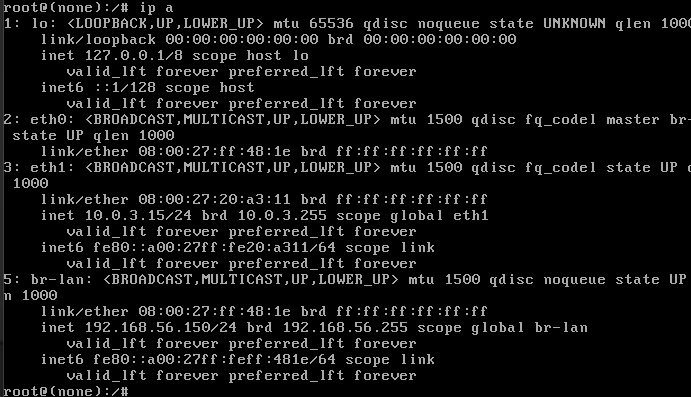 root@(none):/# ip a
1: lo: <LOOPBACK,UP,LOWER_UP> mtu 65536 qdisc noqueue state UNKNOWN qlen 1000
    link/loopback 00:00:00:00:00:00 brd 00:00:00:00:00:00
    inet 127.0.0.1/8 scope host lo
       valid_lft forever preferred_lft forever
    inet6 ::1/128 scope host
       valid_lft forever preferred_lft forever
2: eth0: <BROADCAST,MULTICAST,UP,LOWER_UP> mtu 1500 qdisc fq_codel master br-
 state UP qlen 1000
    link/ether 08:00:27:ff:48:1e brd ff:ff:ff:ff:ff:ff
3: eth1: <BROADCAST,MULTICAST,UP,LOWER_UP> mtu 1500 qdisc fq_codel state UP q
 1000
    link/ether 08:00:27:20:a3:11 brd ff:ff:ff:ff:ff:ff
    inet 10.0.3.15/24 brd 10.0.3.255 scope global eth1
       valid_lft forever preferred_lft forever
    inet6 fe80::a00:27ff:fe20:a311/64 scope link
       valid_lft forever preferred_lft forever
5: br-lan: <BROADCAST,MULTICAST,UP,LOWER_UP> mtu 1500 qdisc noqueue state UP
n 1000
    link/ether 08:00:27:ff:48:1e brd ff:ff:ff:ff:ff:ff
    inet 192.168.56.150/24 brd 192.168.56.255 scope global br-lan
       valid_lft forever preferred_lft forever
    inet6 fe80::a00:27ff:feff:481e/64 scope link
       valid_lft forever preferred_lft forever
root@(none):/#